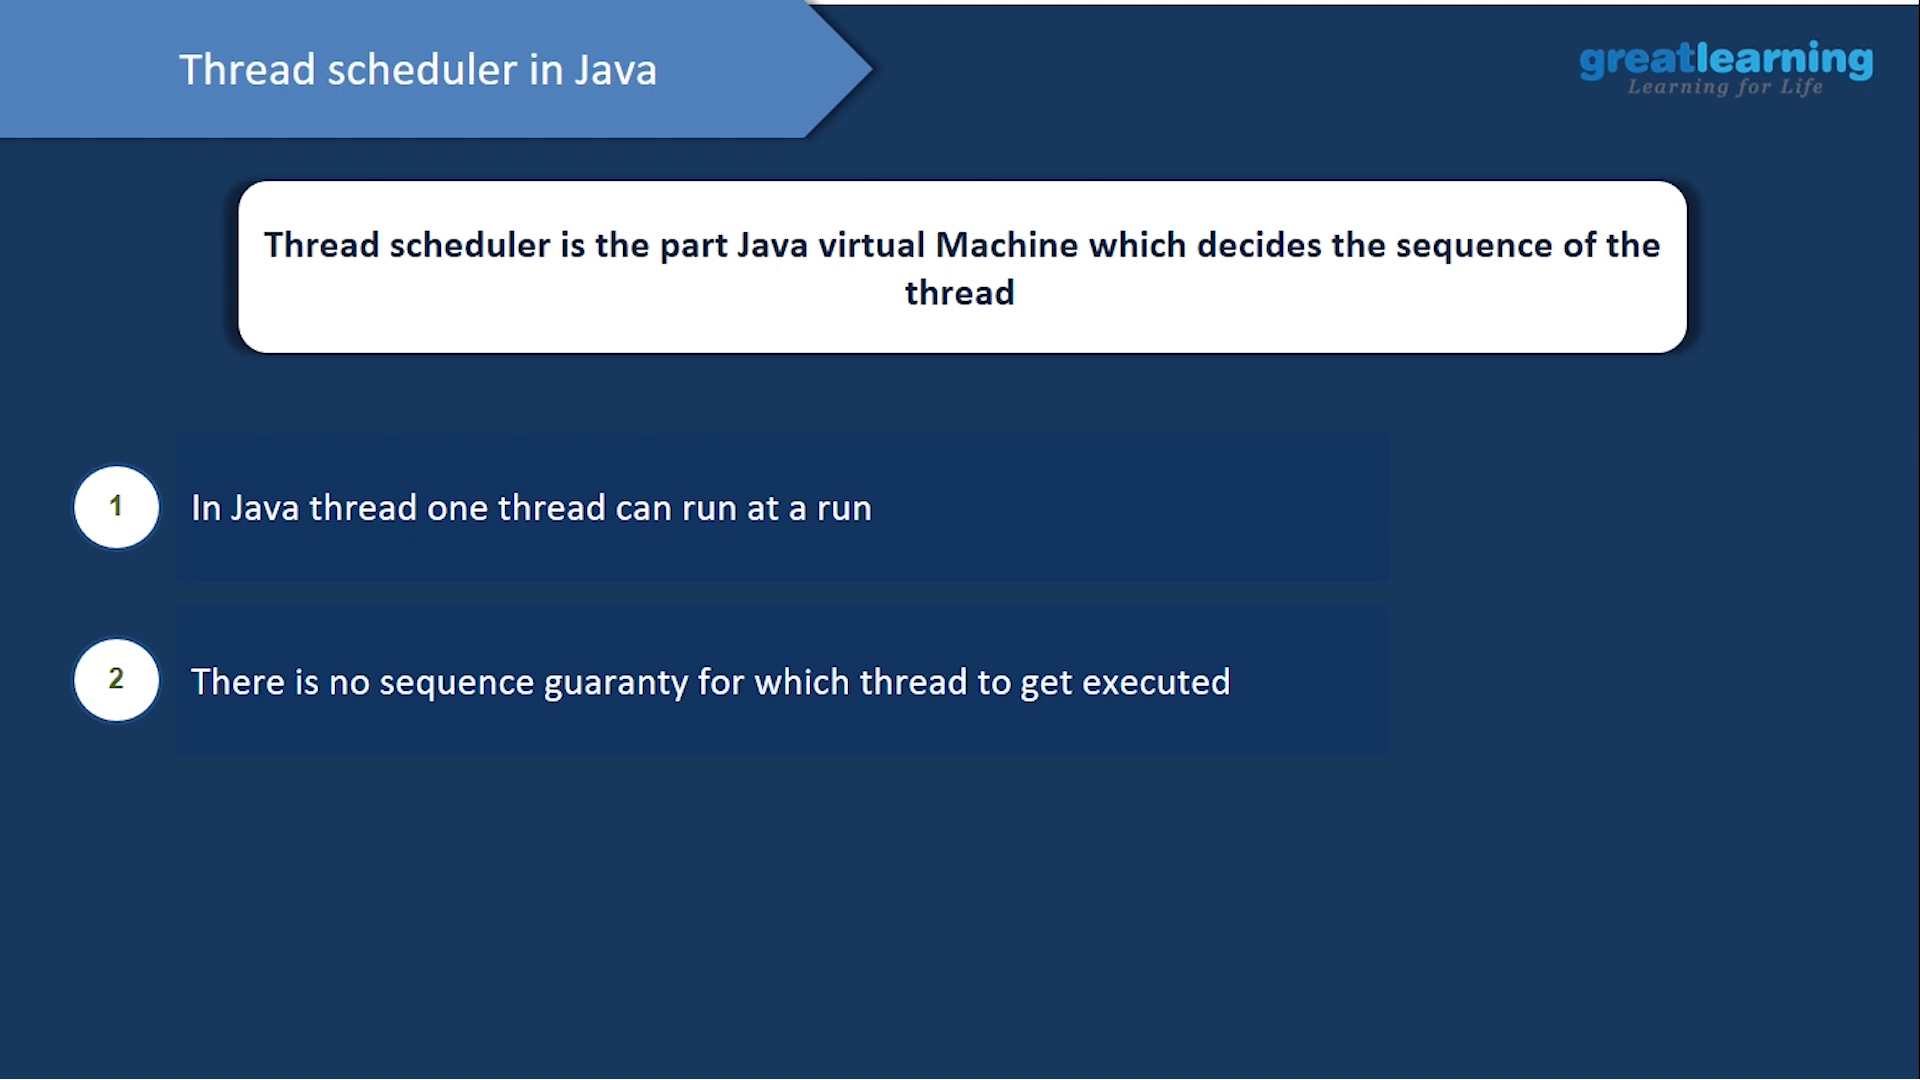 Thread scheduler in Java
greatlearning
Learning for Life
Thread scheduler is the part Java virtual Machine which decides the sequence of the
thread
1
In Java thread one thread can run at a run
2
There is no sequence guaranty for which thread to get executed